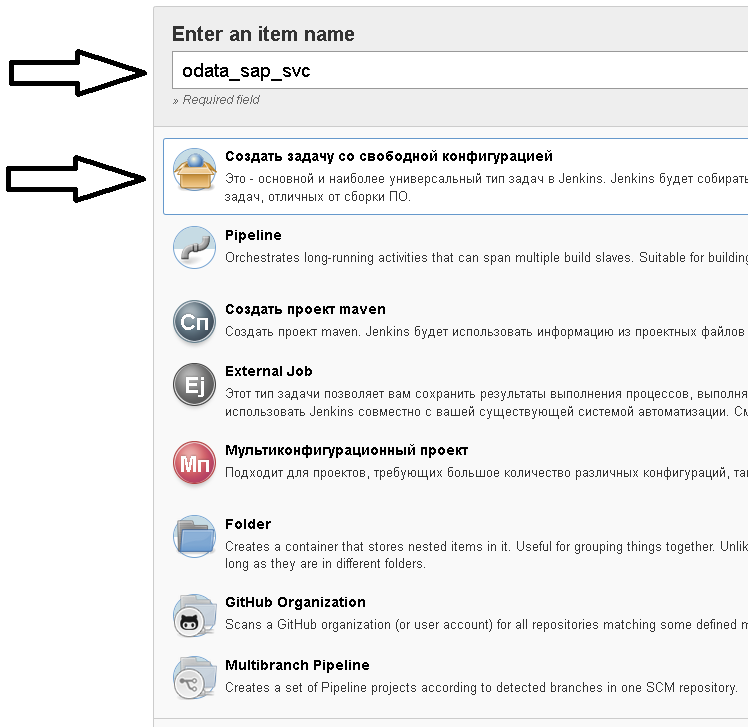 Enter an item name
odata_sap_svc
» Required field
Создать задачу со свободной конфигурацией
Это - основной и наиболее универсальный тип задач в Jenkins. Jenkins будет собирать
задач, отличных от сборки ПО.
Pipeline
Orchestrates long-running activities that can span multiple build slaves. Suitable for building
Сп
Создать проект maven
Создать проект maven. Jenkins будет использовать информацию из проектных файлов
Ej
External Job
Этот тип задачи позволяет вам сохранить результаты выполнения процессов,
использовать Jenkins совместно с вашей существующей системой автоматизации.
Мп
Мультиконфигурационный проект
Подходит для проектов, требующих большое количество различных конфигураций,
Folder
Creates a container that stores nested items in it. Useful for grouping things together.
long as they are in different folders.
GitHub Organization
Scans a GitHub organization (or user account) for all repositories matching some defined
Multibranch Pipeline
Creates a set of Pipeline projects according to detected branches in one SCM repository.